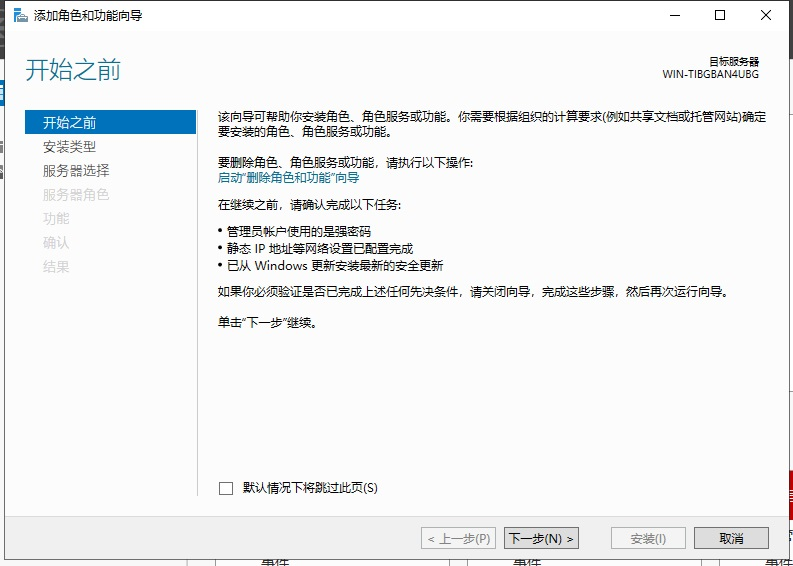 添加角色和功能向导
开始之前
目标服务器
WIN-TIBGBAN4UBG
开始之前
安装类型
服务器选择
服务器角色
功能
确认
结果
该向导可帮助你安装角色、角色服务或功能。你需要根据组织的计算要求(例如共享文档或托管网站)确定
要安装的角色、角色服务或功能。
要删除角色、角色服务或功能，请执行以下操作:
启动“删除角色和功能”向导
在继续之前，请确认完成以下任务:
• 管理员帐户使用的是强密码
• 静态 IP 地址等网络设置已配置完成
• 已从 Windows 更新安装最新的安全更新
如果你必须验证是否已完成上述任何先决条件，请关闭向导，完成这些步骤，然后再次运行向导。
单击“下一步”继续。
默认情况下将跳过此页(S)
< 上一步(P)
下一步(N) >
安装(I)
取消
事件
事件
事件